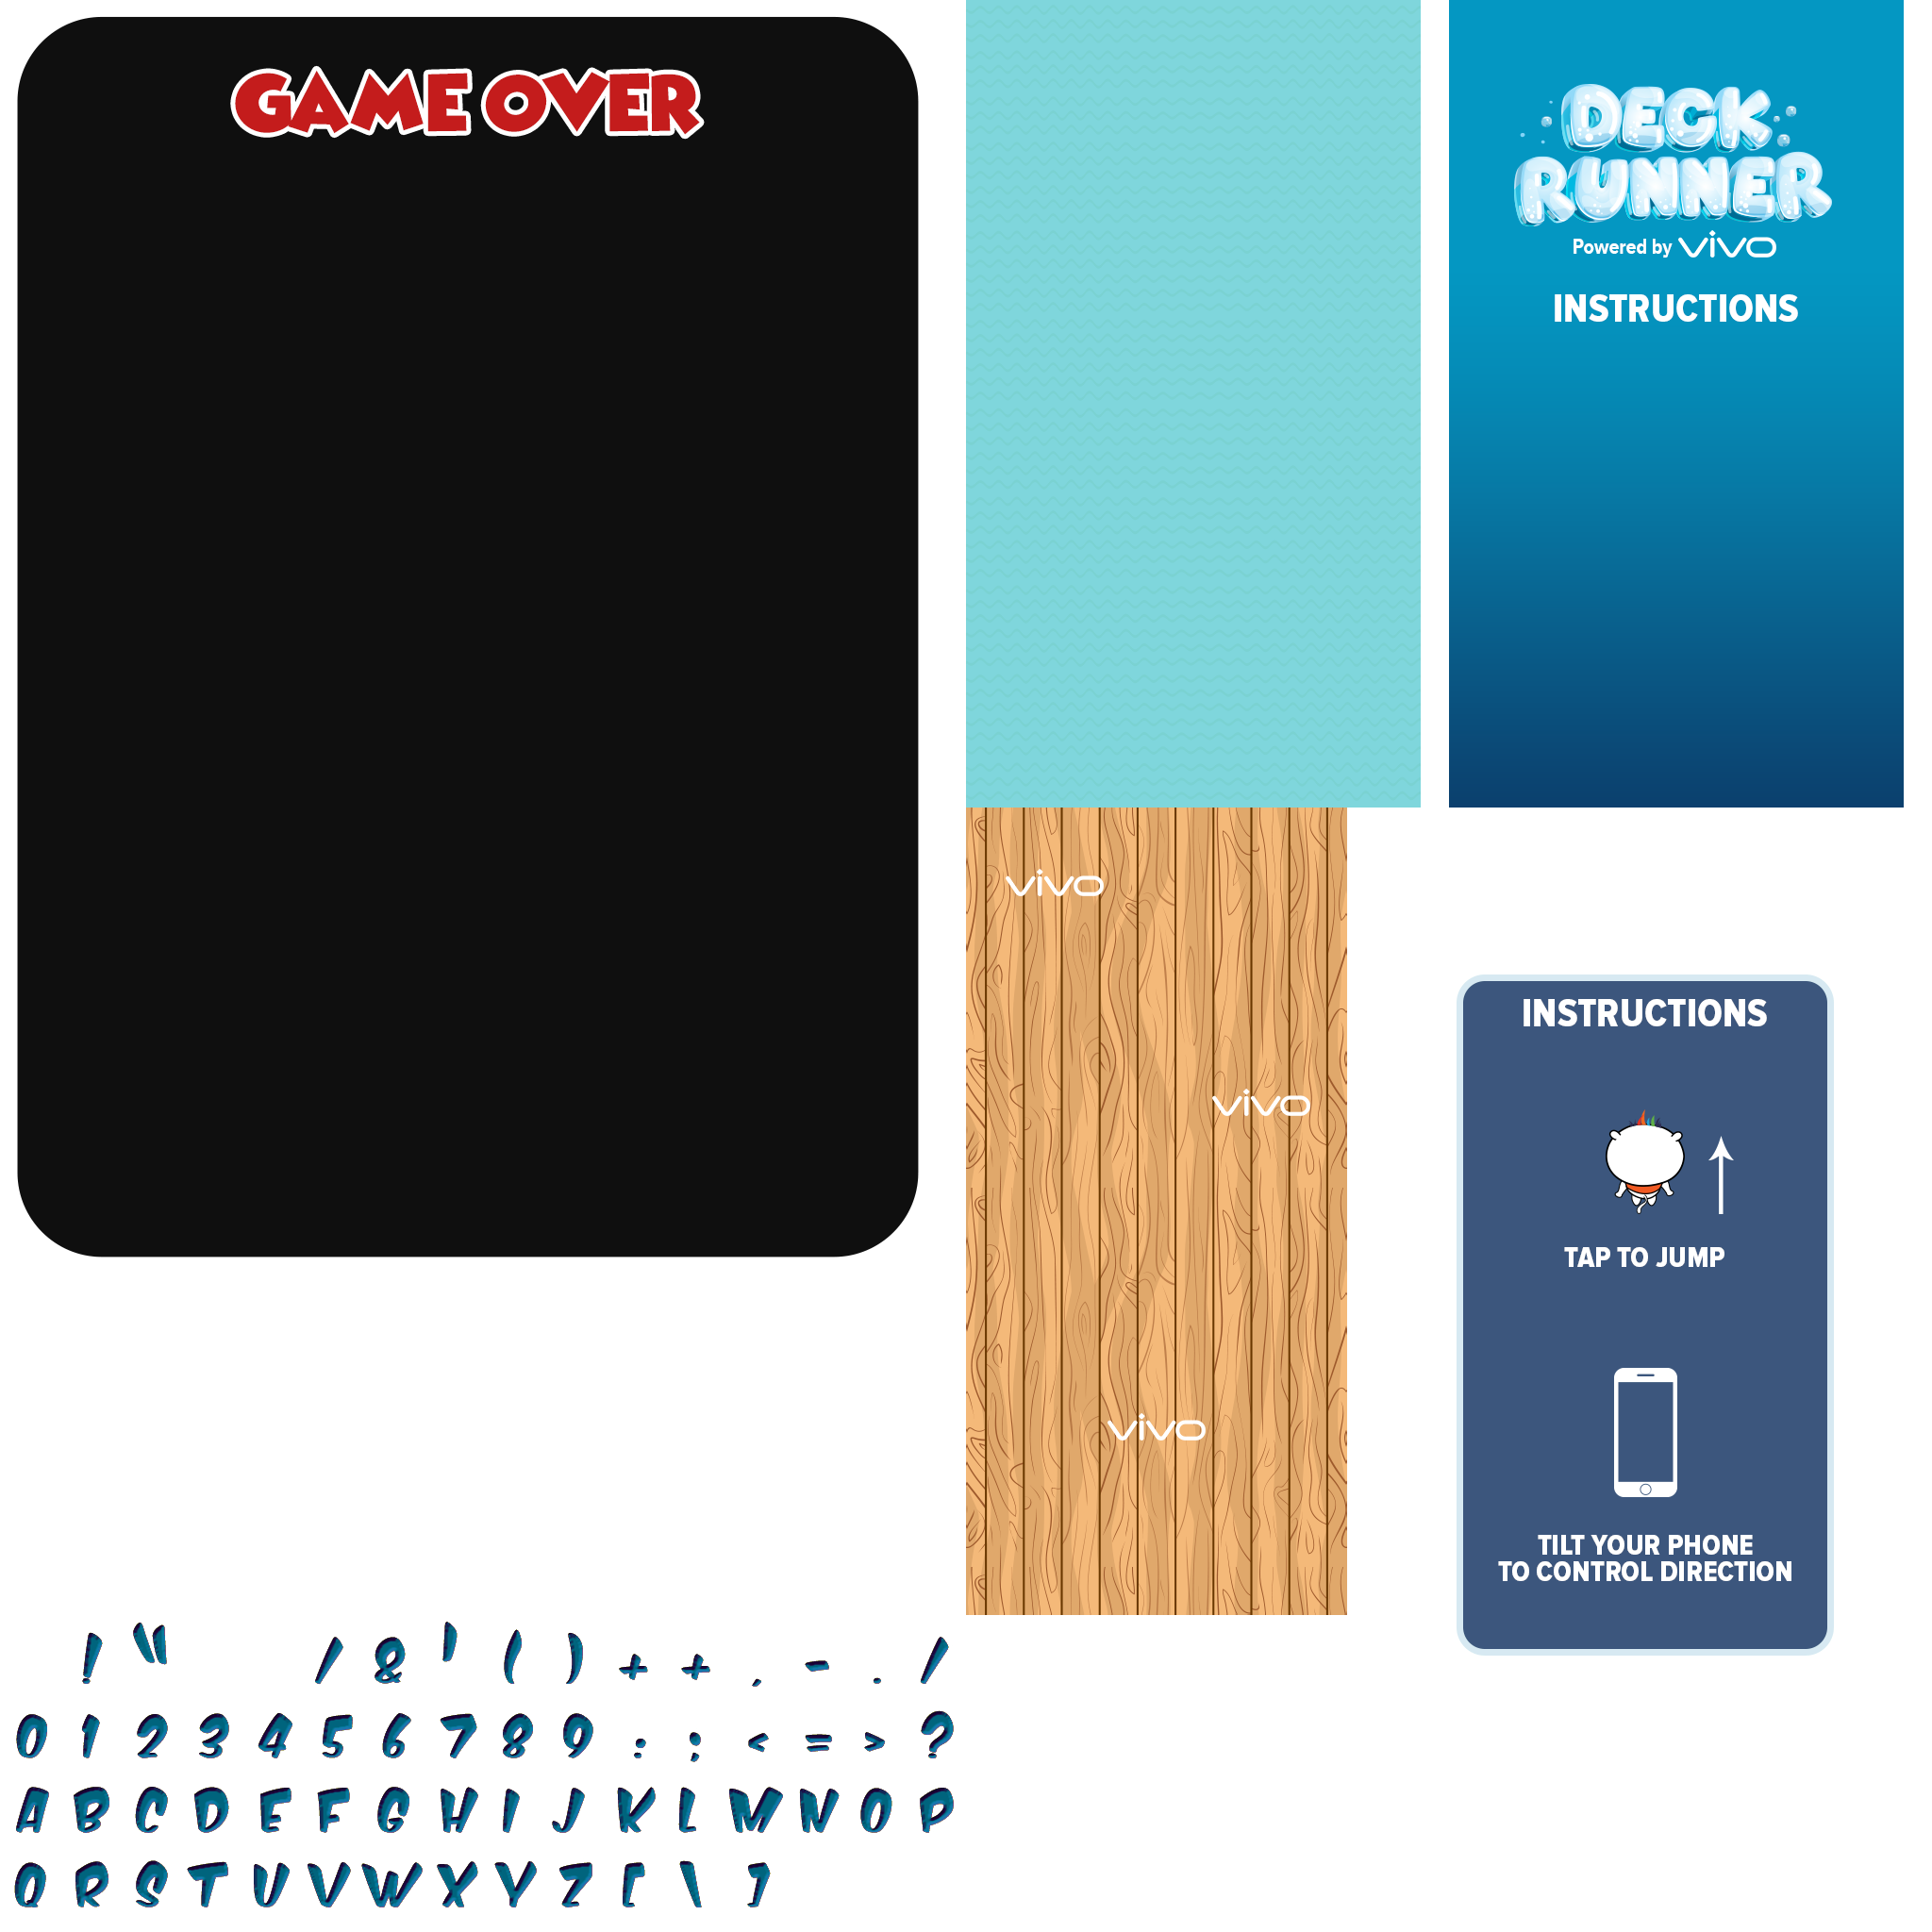 GAME OVER
DECK
RUNNER
Powered by vivo
INSTRUCTIONS
vivo
vivo
vivo
INSTRUCTIONS
TAP TO JUMP
TILT YOUR PHONE
TO CONTROL DIRECTION
! " / & ' ( ) + + , - . /
0 1 2 3 4 5 6 7 8 9 : ; < = > ?
A B C D E F G H I J K L M N O P
Q R S T U V W X Y Z [ \ ]